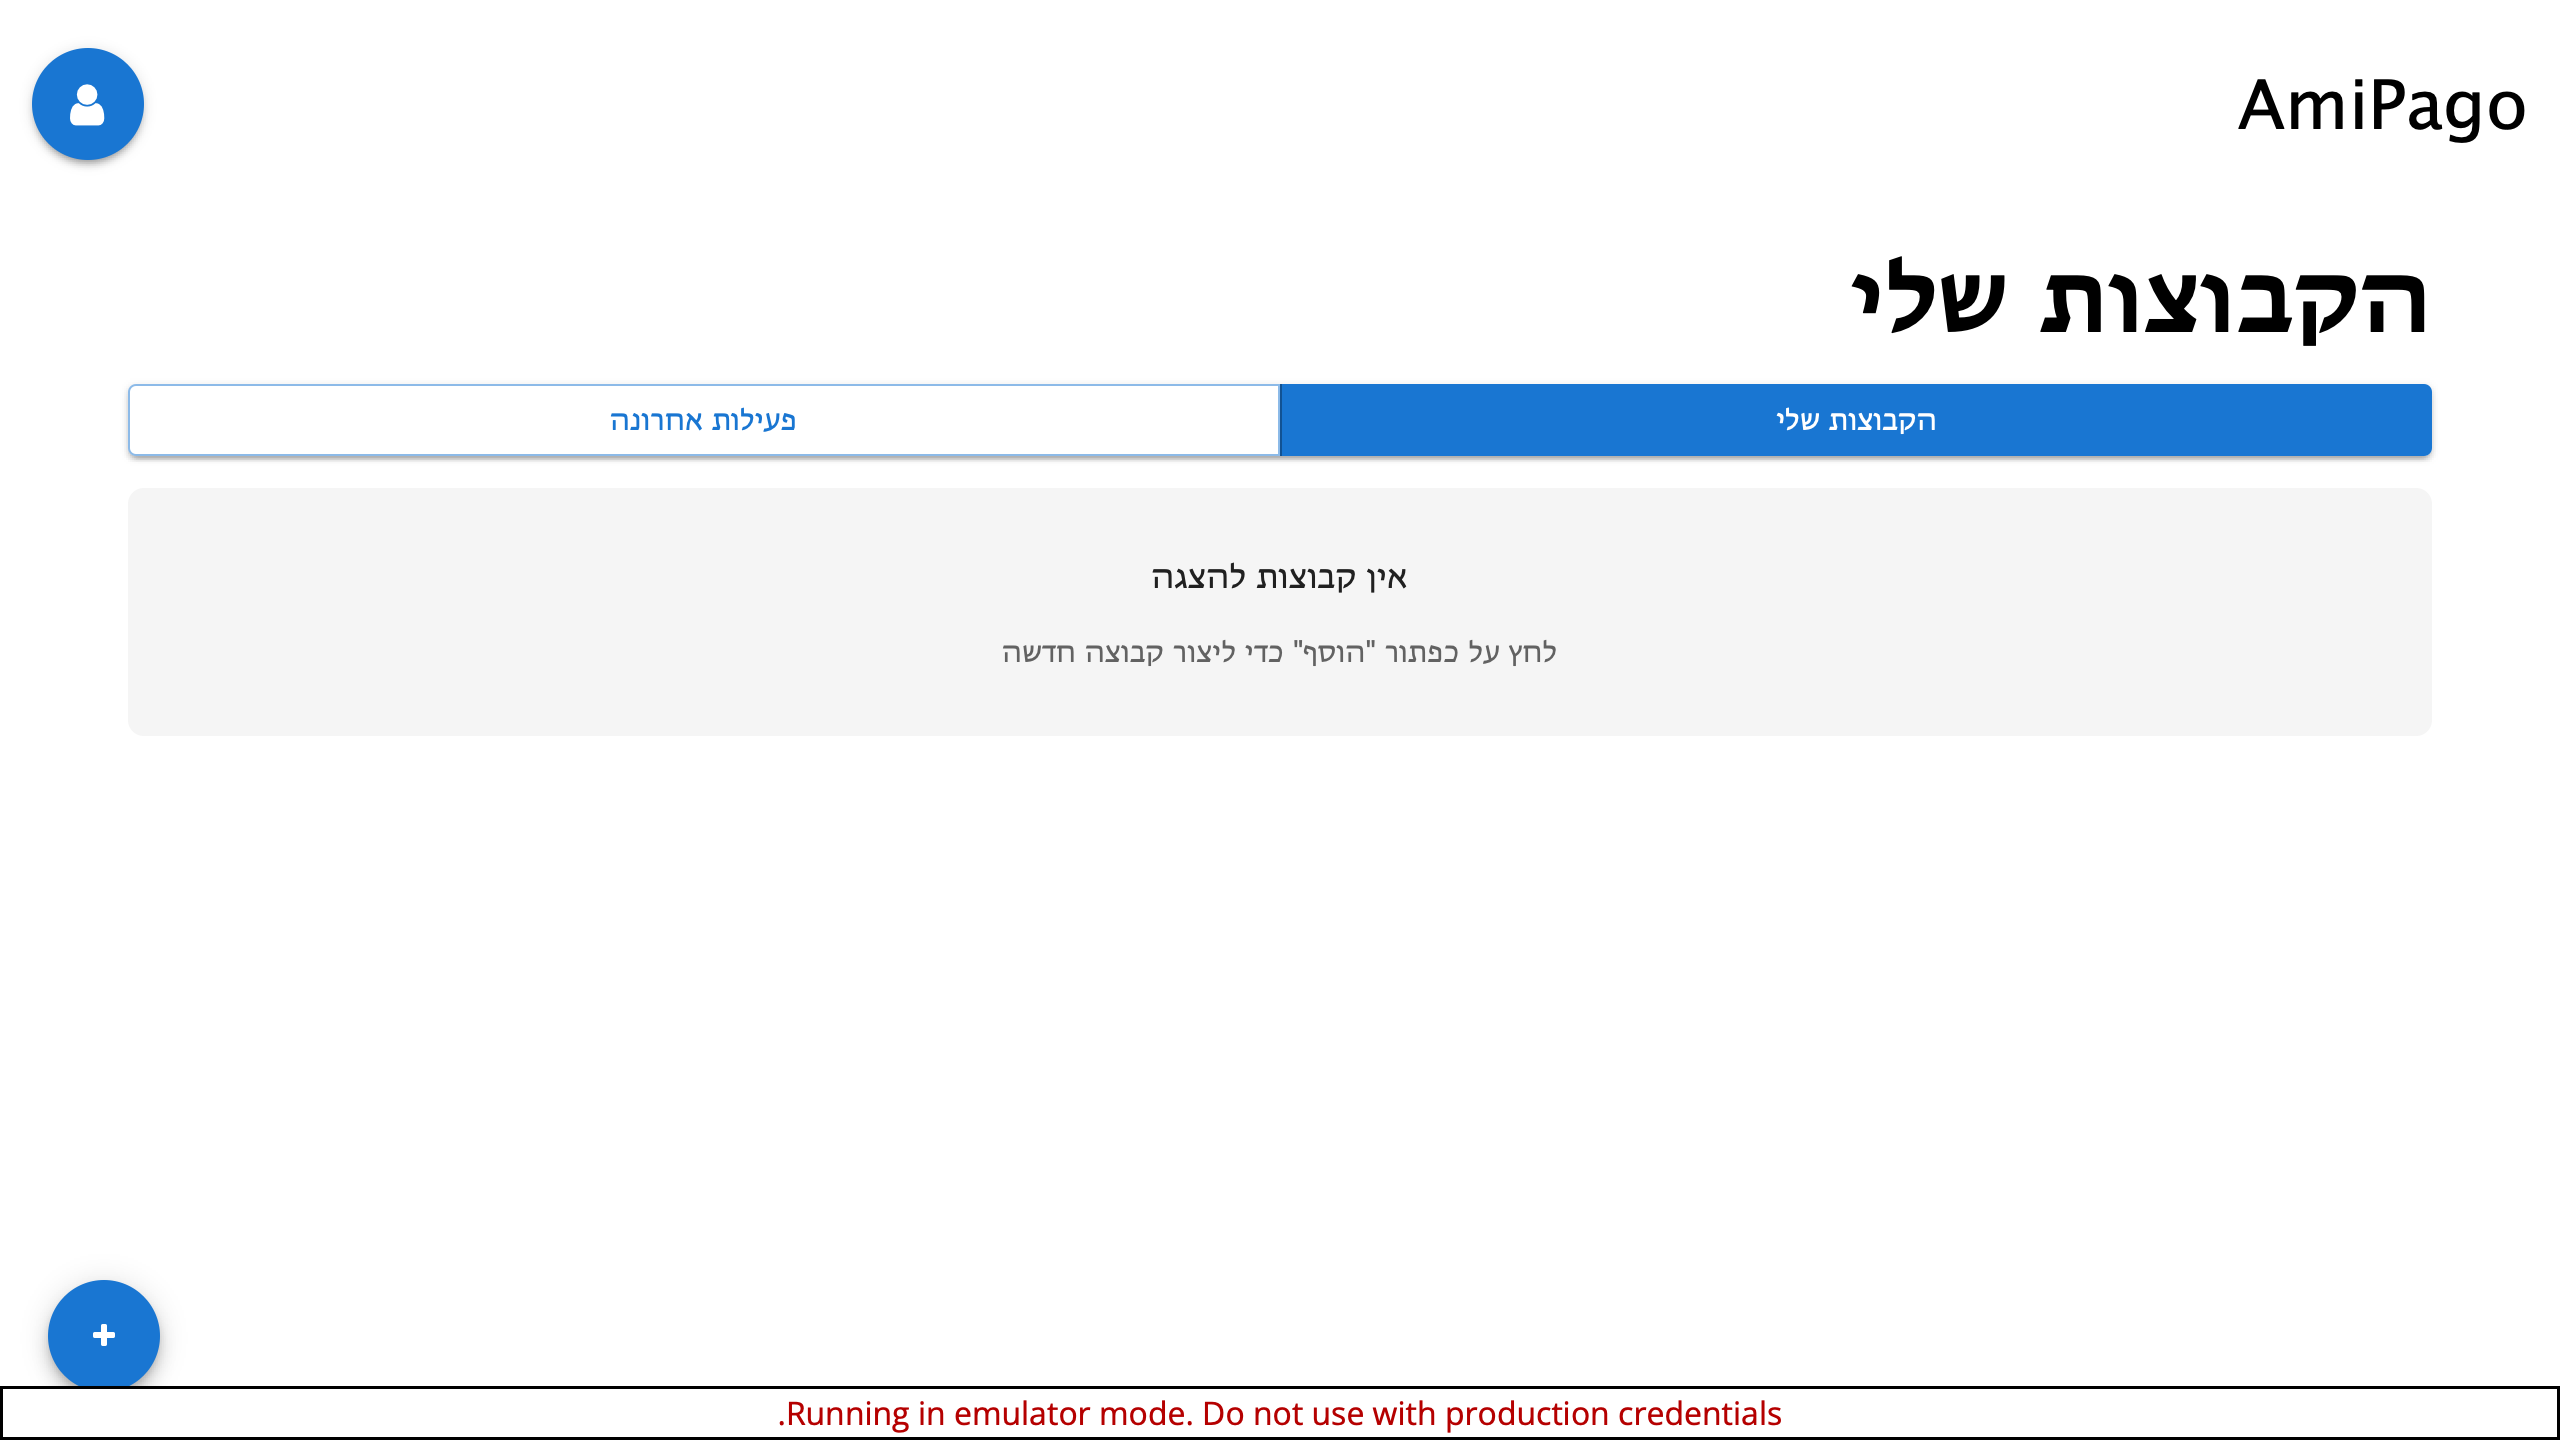 AmiPago
הקבוצות שלי
הקבוצות שלי
פעילות אחרונה
אין קבוצות להצגה
לחץ על כפתור "הוסף" כדי ליצור קבוצה חדשה
.Running in emulator mode. Do not use with production credentials